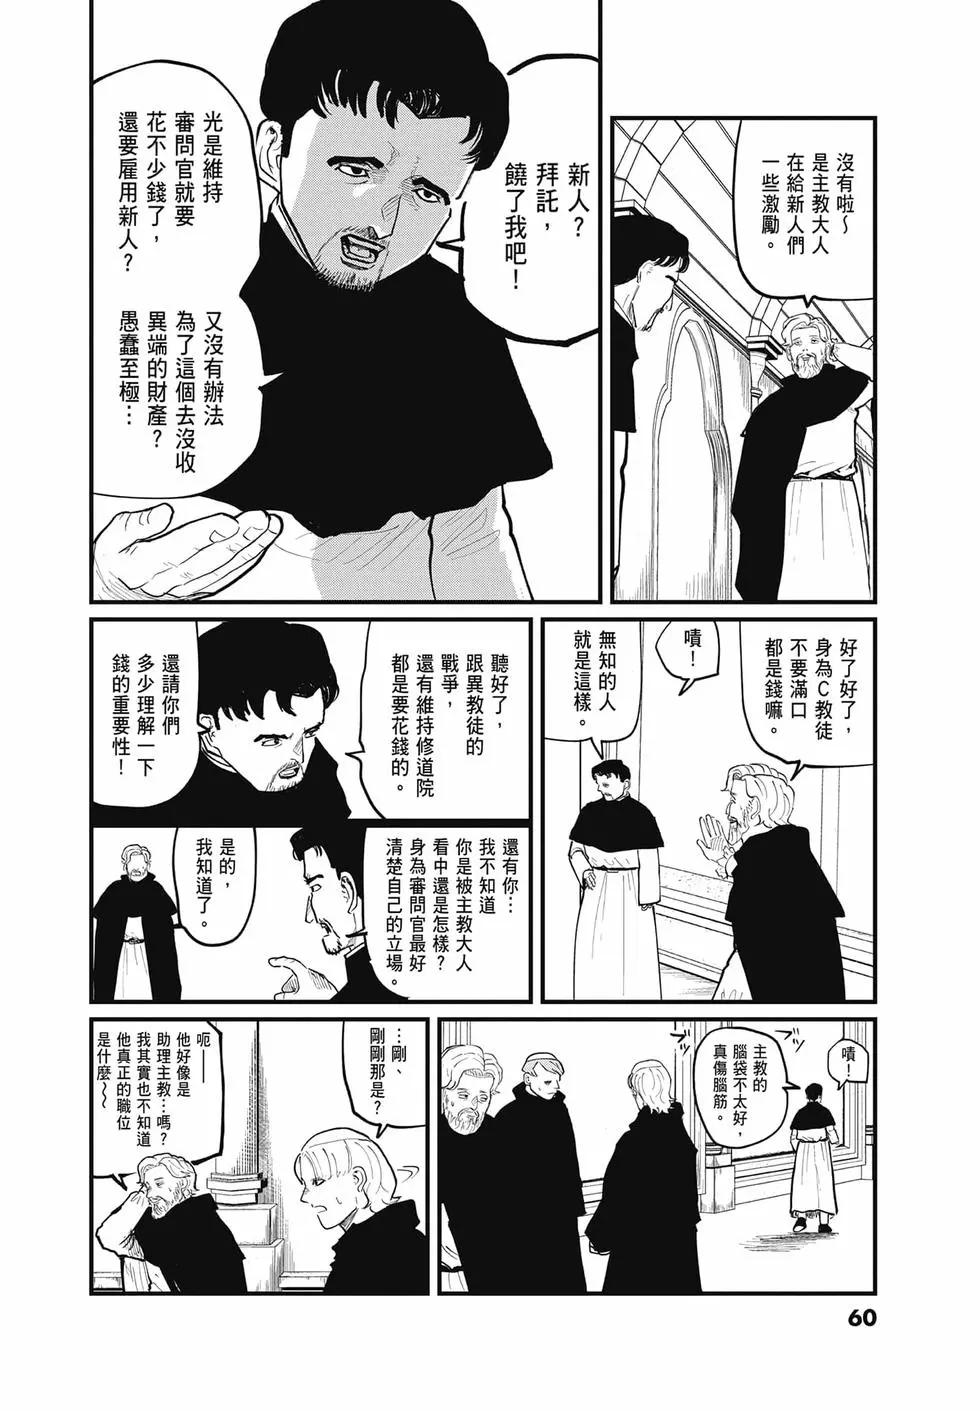 沒有啦～
是主教大人
在給新人們
一些激勵。
新人？
拜託，
饒了我吧！
光是維持
審問官就要
花不少錢了，
還要雇用新人？
又沒有辦法
為了這個去沒收
異端的財產？
愚蠢至極…
好了好了，
身為C教徒
不要滿口
都是錢嘛。
嘖！
無知的人
就是這樣。
聽好了，
跟異教徒的
戰爭，
還有維持修道院
都是要花錢的。
還請你們
多少理解一下
錢的重要性！
還有你…
我不知道
你是被主教大人
看中還是怎樣？
身為審問官最好
清楚自己的立場。
是的，
我知道了。
嘖！
主教的
腦袋不太好，
真傷腦筋。
ブツ
ブツ
…剛、
剛剛那是？
呃——
他好像是
助理主教…嗎？
我其實也不知道
他真正的職位
是什麼～
60